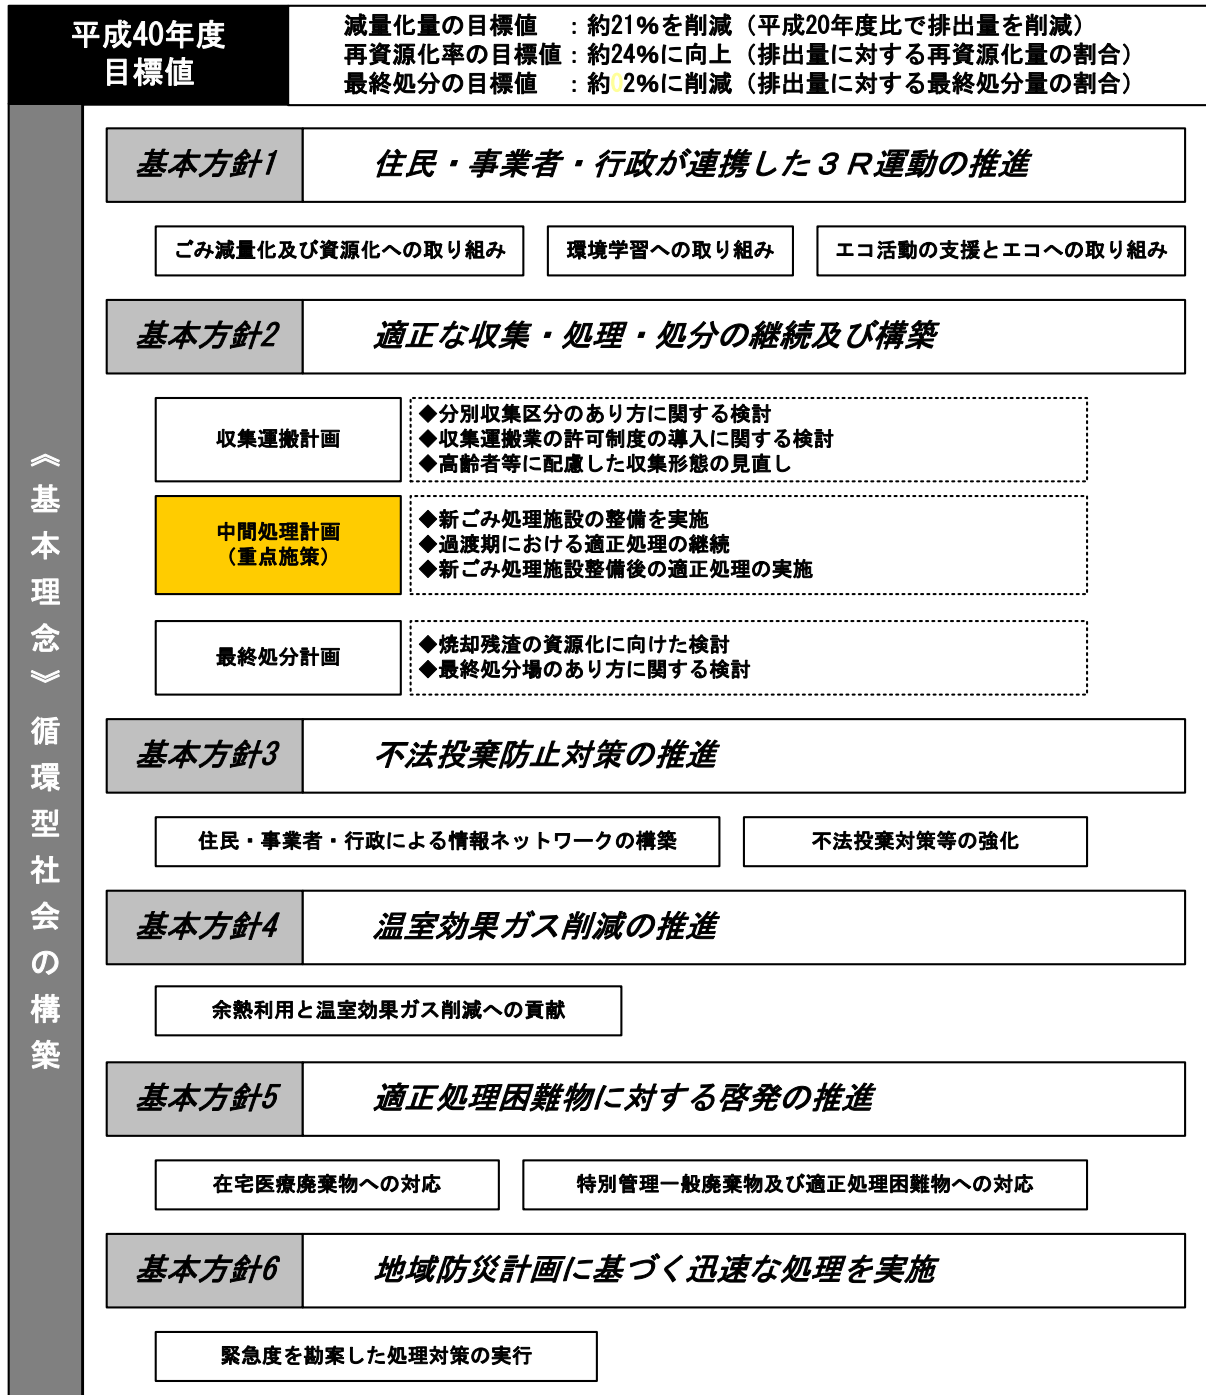 平成40年度
目標値
減量化量の目標値　：約21%を削減（平成20年度比で排出量を削減）
再資源化率の目標値：約24%に向上（排出量に対する再資源化量の割合）
最終処分の目標値　：約02%に削減（排出量に対する最終処分量の割合）
《基本理念》循環型社会の構築
基本方針1　住民・事業者・行政が連携した３Ｒ運動の推進
ごみ減量化及び資源化への取り組み　環境学習への取り組み　エコ活動の支援とエコへの取り組み
基本方針2　適正な収集・処理・処分の継続及び構築
収集運搬計画
◆分別収集区分のあり方に関する検討
◆収集運搬業の許可制度の導入に関する検討
◆高齢者等に配慮した収集形態の見直し
中間処理計画
（重点施策）
◆新ごみ処理施設の整備を実施
◆過渡期における適正処理の継続
◆新ごみ処理施設整備後の適正処理の実施
最終処分計画
◆焼却残渣の資源化に向けた検討
◆最終処分場のあり方に関する検討
基本方針3　不法投棄防止対策の推進
住民・事業者・行政による情報ネットワークの構築　不法投棄対策等の強化
基本方針4　温室効果ガス削減の推進
余熱利用と温室効果ガス削減への貢献
基本方針5　適正処理困難物に対する啓発の推進
在宅医療廃棄物への対応　特別管理一般廃棄物及び適正処理困難物への対応
基本方針6　地域防災計画に基づく迅速な処理を実施
緊急度を勘案した処理対策の実行